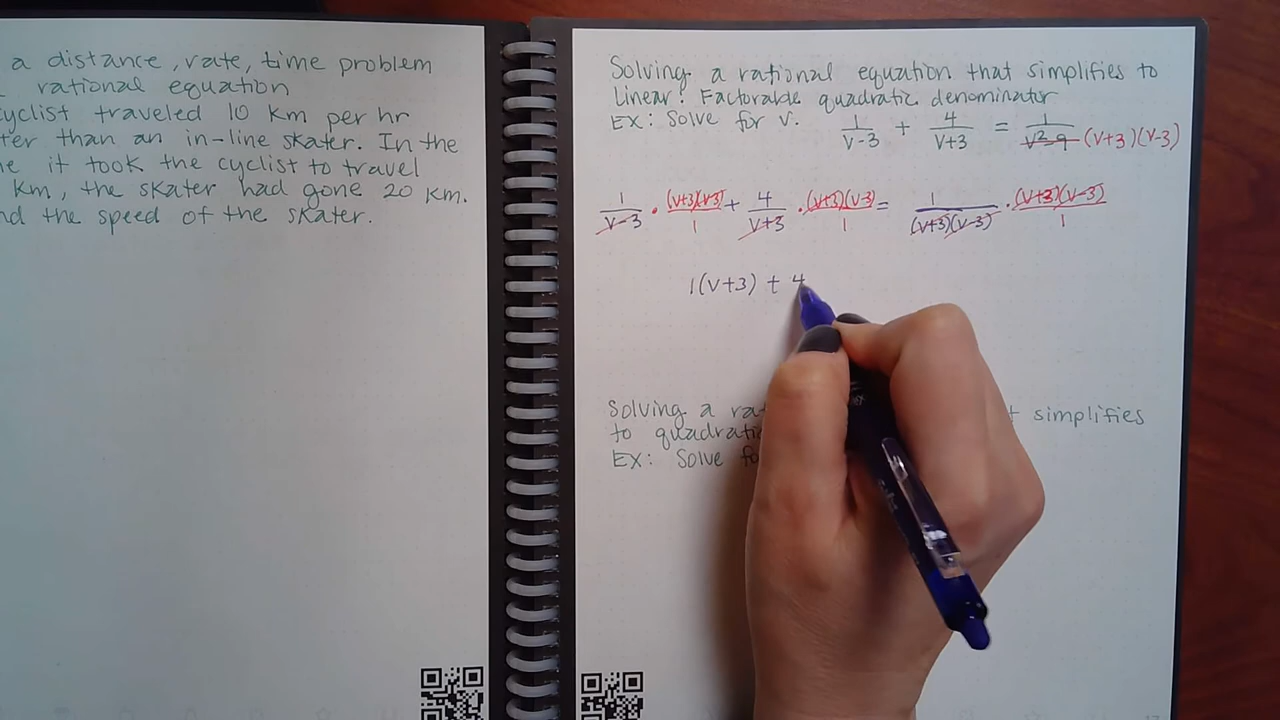 a distance, rate, time problem
rational equation
cyclist traveled 10 km per hr
ter than an in-line skater. In the
e it took the cyclist to travel
km, the skater had gone 20 km.
nd the speed of the skater.
Solving a rational equation that simplifies to
linear: Factorable quadratic denominator
EX: Solve for v. 1/(v-3) + 4/(v+3) = 1/(v²-9) (v+3)(v-3)
1/(v-3) · (v+3)(v-3)/1 + 4/(v+3) · (v+3)(v-3)/1 = 1/((v+3)(v-3)) · (v+3)(v-3)/1
1(v+3) + 4
Solving a rat simplifies
to quadrati
EX: Solve fo